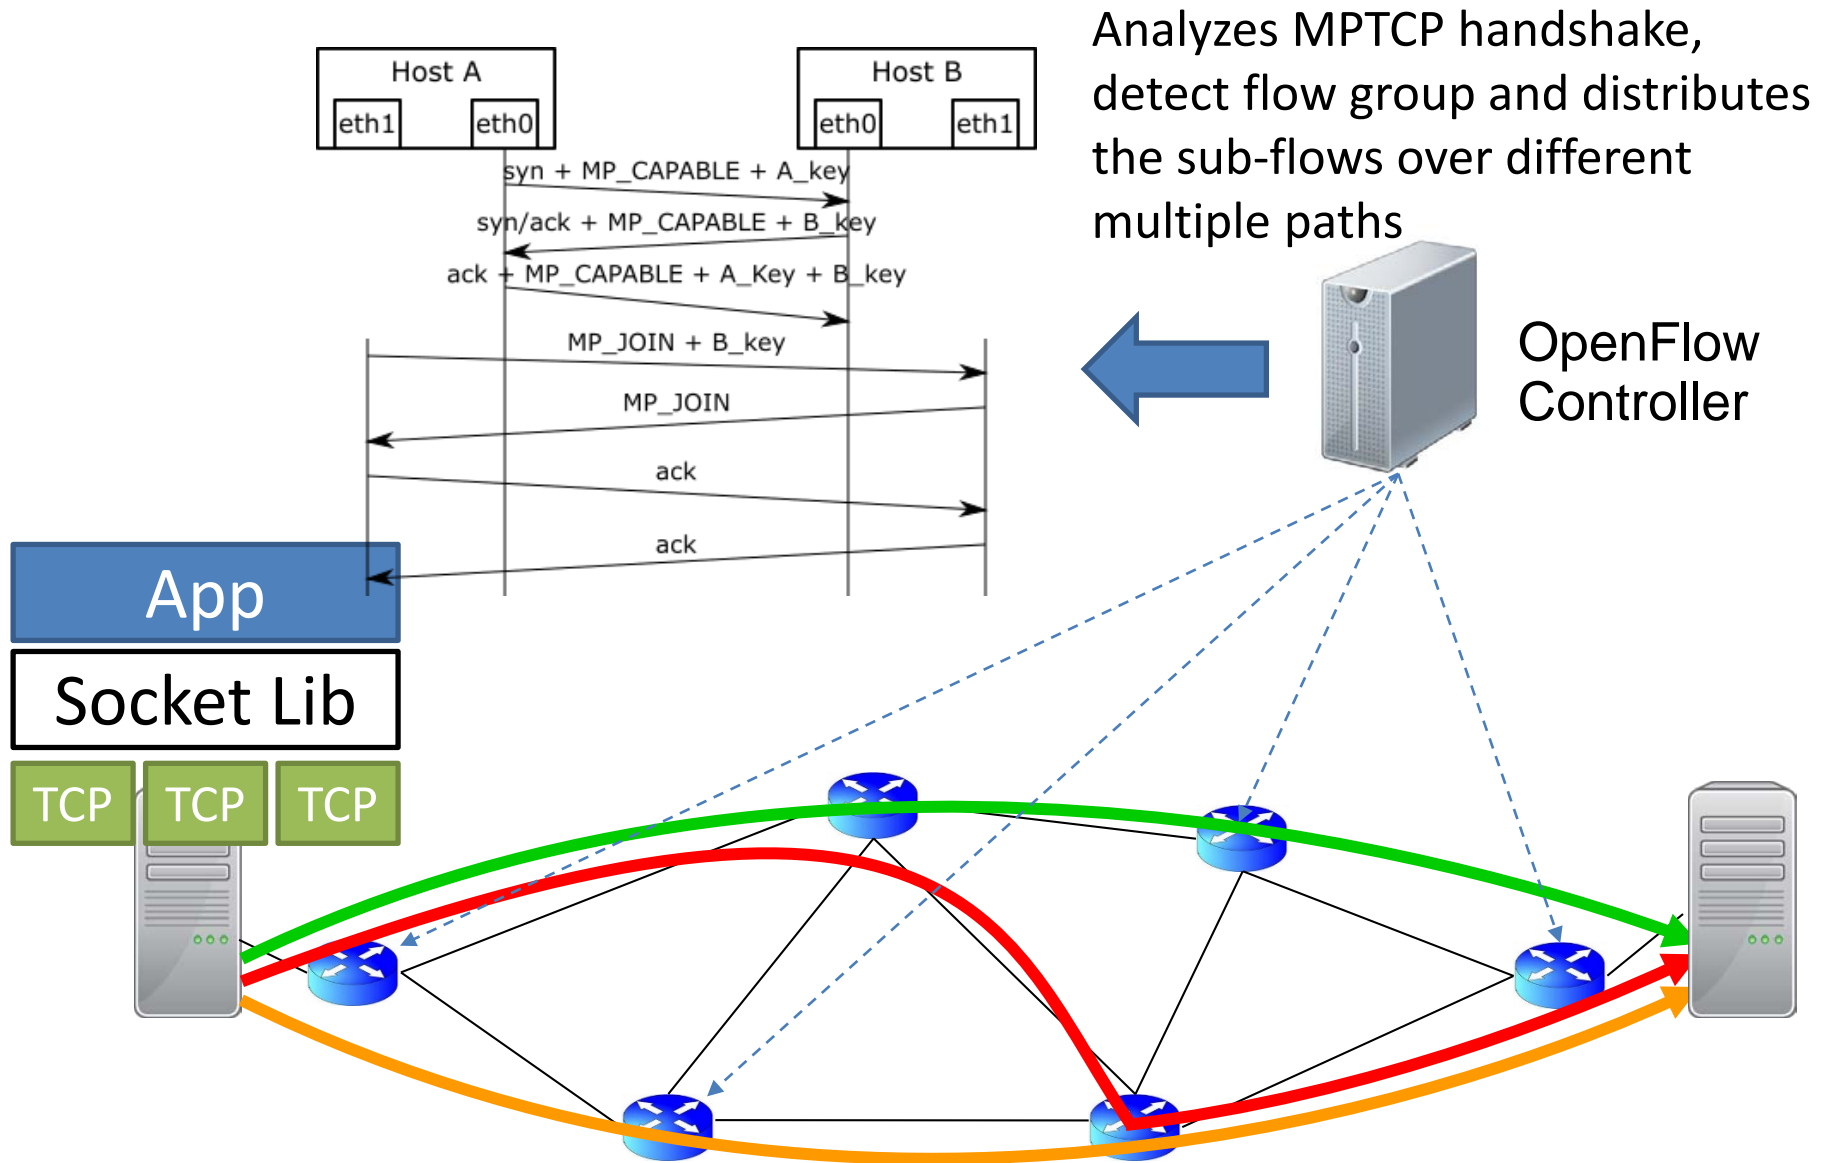 Analyzes MPTCP handshake,
detect flow group and distributes
the sub-flows over different
multiple paths
Host A
Host B
eth1
eth0
eth0
eth1
syn + MP_CAPABLE + A_key
syn/ack + MP_CAPABLE + B_key
ack + MP_CAPABLE + A_Key + B_key
MP_JOIN + B_key
MP_JOIN
ack
ack
OpenFlow
Controller
App
Socket Lib
TCP
TCP
TCP